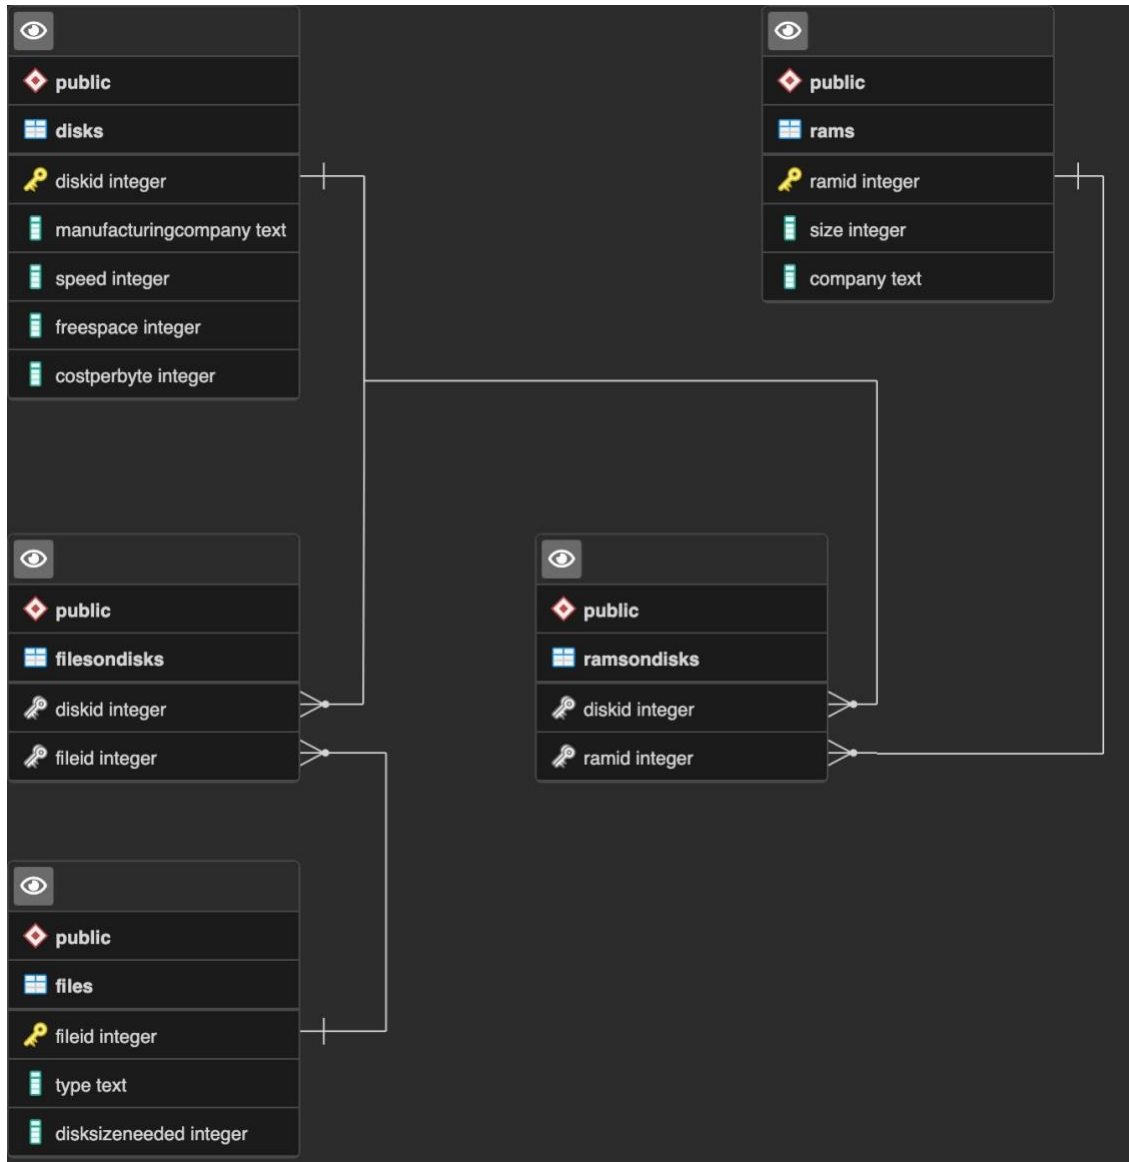 public
disks
diskid integer
manufacturingcompany text
speed integer
freespace integer
costperbyte integer
public
rams
ramid integer
size integer
company text
public
filesondisks
diskid integer
fileid integer
public
ramsondisks
diskid integer
ramid integer
public
files
fileid integer
type text
disksizeneeded integer